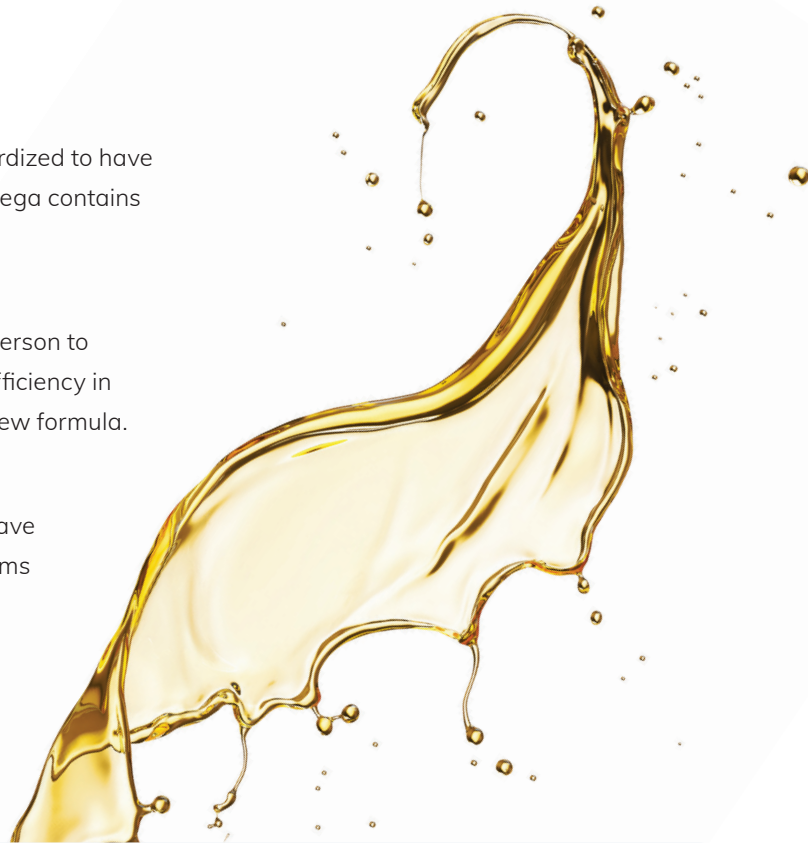 rdized to have
ega contains
erson to
fficiency in
ew formula.
ave
ms